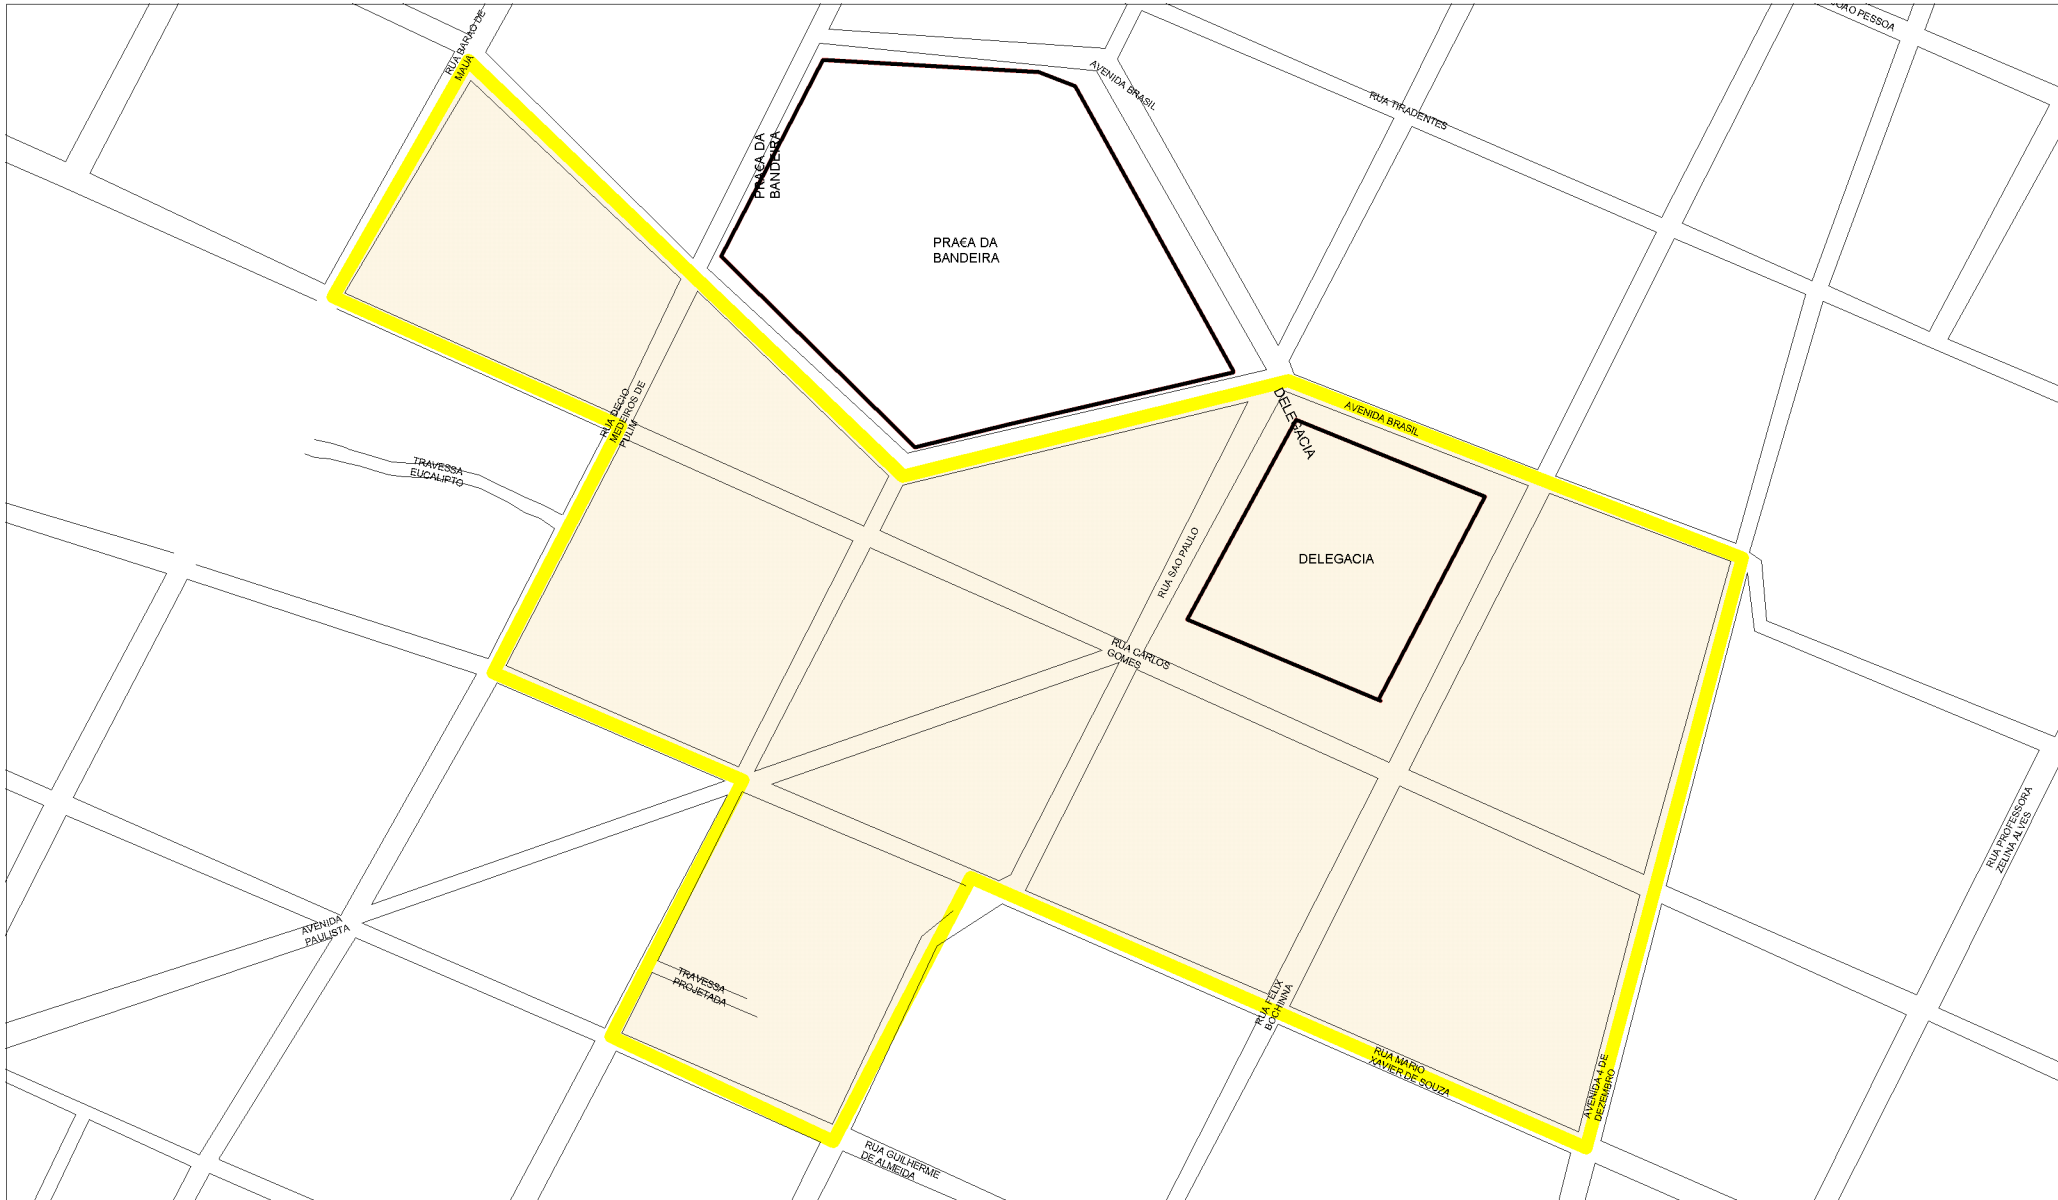 JOAO PESSOA
RUA BARAO DE
MAUA
AVENIDA BRASIL
RUA TIRADENTES
PRA€A DA
BANDEIRA
PRA€A DA
BANDEIRA
RUA DECIO
MEDEIROS DE
PULIM
DELEGACIA
AVENIDA BRASIL
TRAVESSA
EUCALIPTO
RUA SAO PAULO
DELEGACIA
RUA CARLOS
GOMES
RUA PROFESSORA
ZELINA ALVES
AVENIDA
PAULISTA
TRAVESSA
PROJETADA
RUA FELIX
BOCHINNA
RUA MARIO
XAVIER DE SOUZA
AVENIDA 4 DE
DEZEMBRO
RUA GUILHERME
DE ALMEIDA